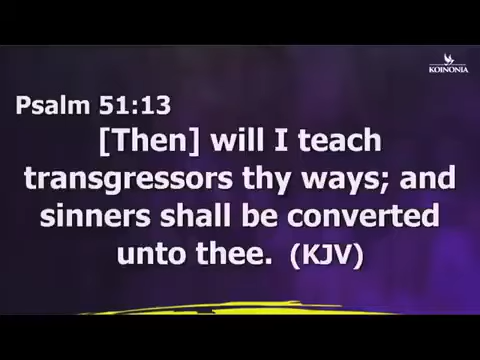 KOINONIA
Psalm 51:13
[Then] will I teach
transgressors thy ways; and
sinners shall be converted
unto thee. (KJV)